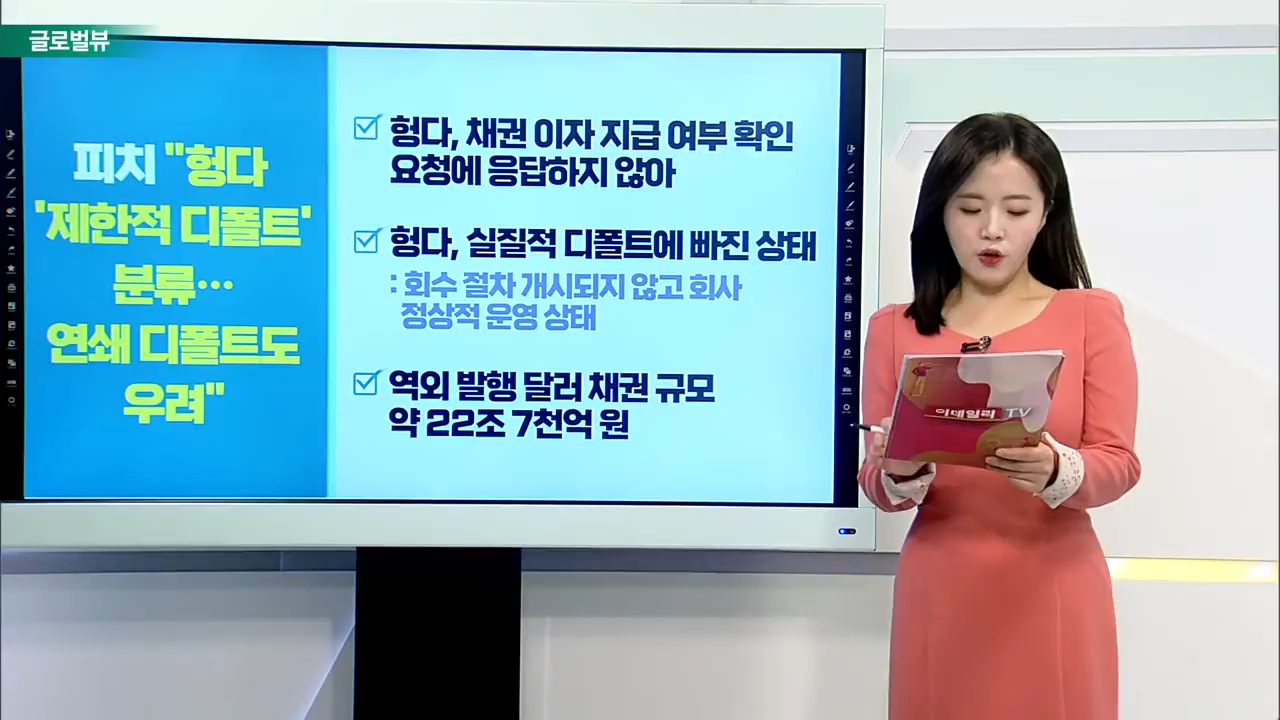 글로벌뷰
피치 "헝다
'제한적 디폴트'
분류…
연쇄 디폴트도
우려"
헝다, 채권 이자 지급 여부 확인
요청에 응답하지 않아
헝다, 실질적 디폴트에 빠진 상태
: 회수 절차 개시되지 않고 회사
정상적 운영 상태
역외 발행 달러 채권 규모
약 22조 7천억 원
이데일리 TV